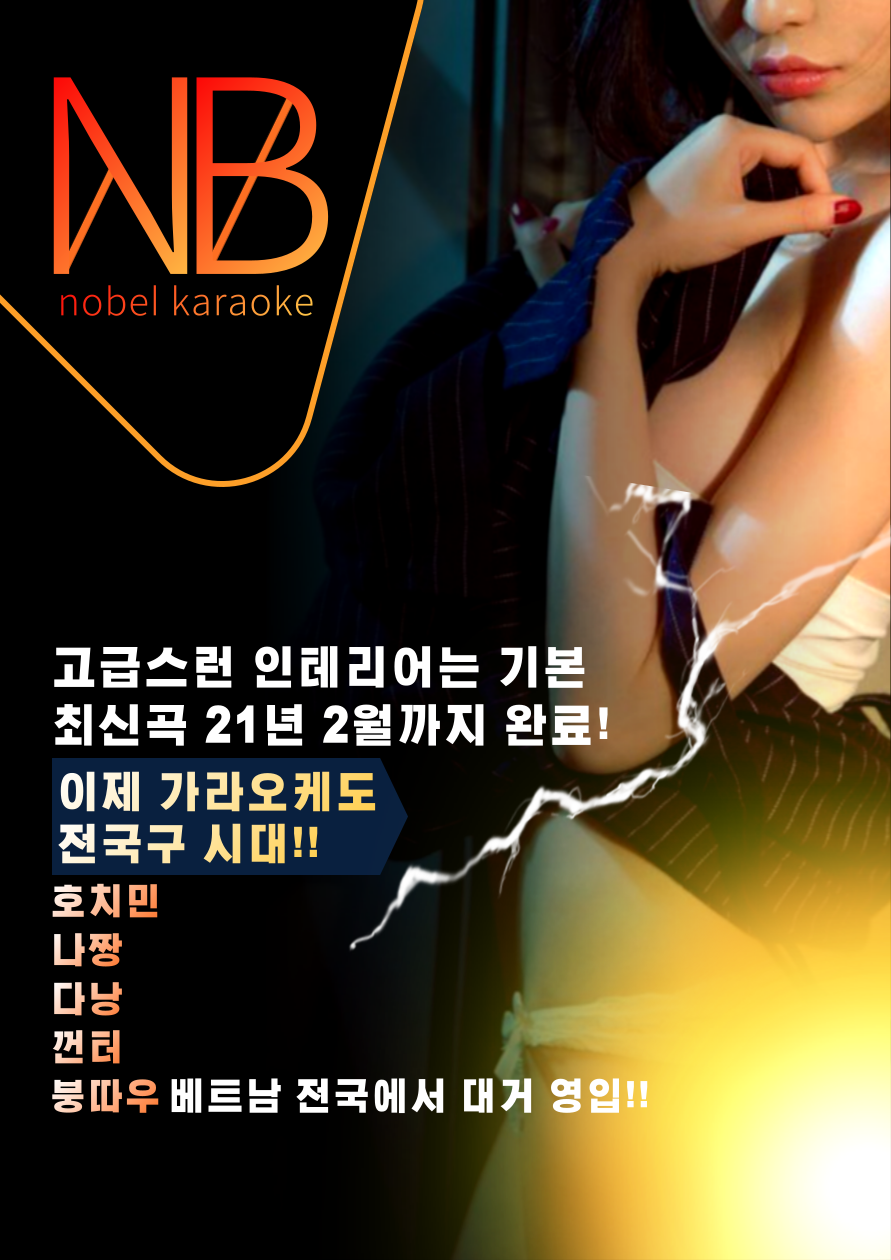 NB
nobel karaoke
고급스런 인테리어는 기본
최신곡 21년 2월까지 완료!
이제 가라오케도
전국구 시대!!
호치민
나짱
다낭
껀터
붕따우 베트남 전국에서 대거 영입!!